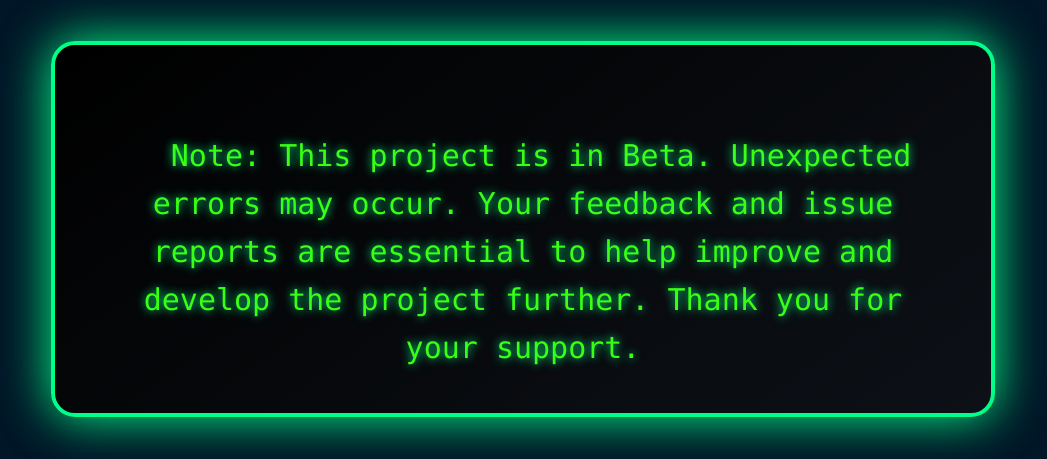 Note: This project is in Beta. Unexpected
errors may occur. Your feedback and issue
reports are essential to help improve and
develop the project further. Thank you for
your support.